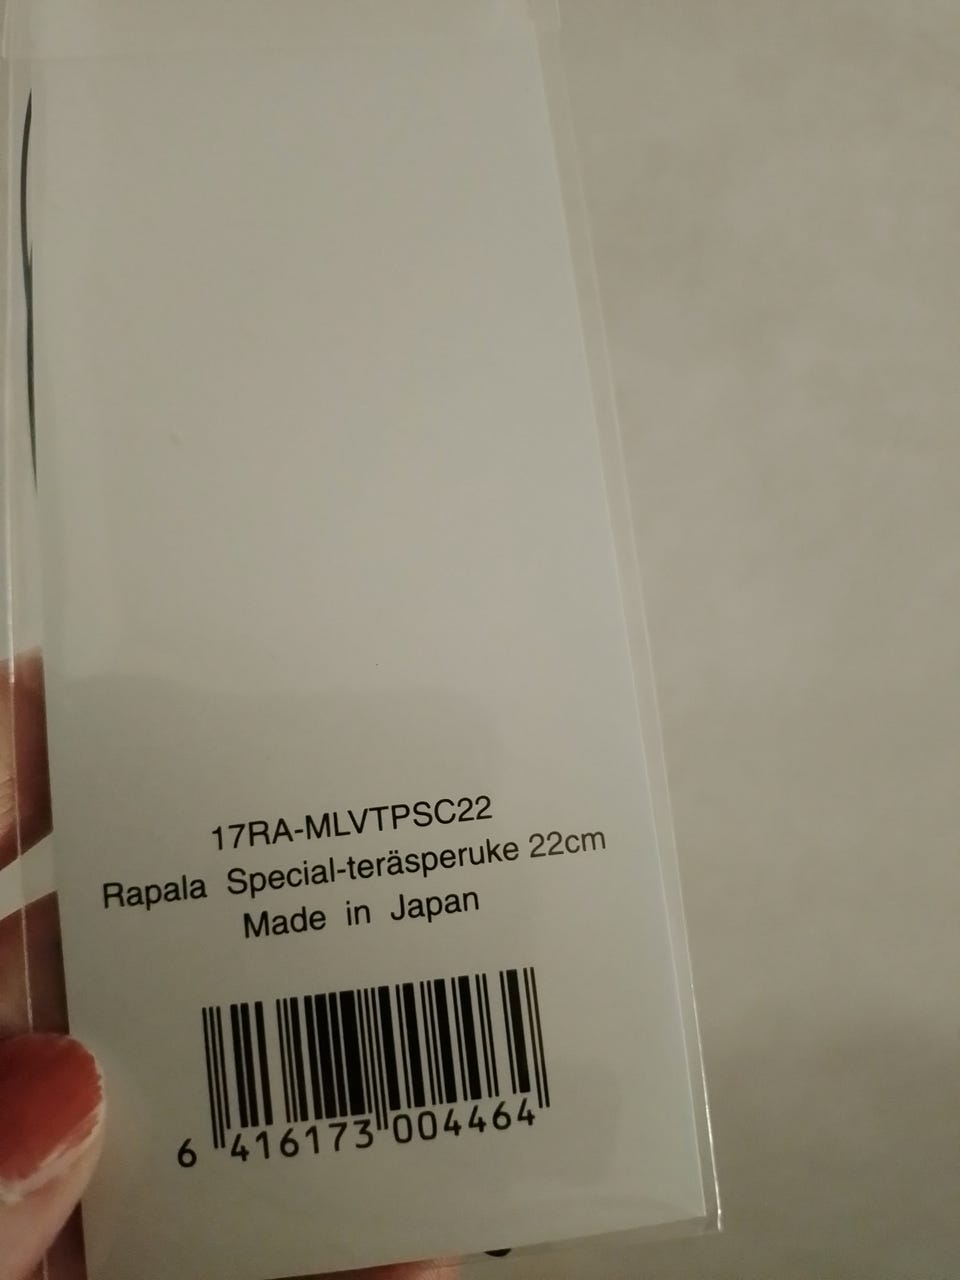 17RA-MLVTPSC22
Rapala Special-teräsperuke 22cm
Made in Japan
6 416173 004464